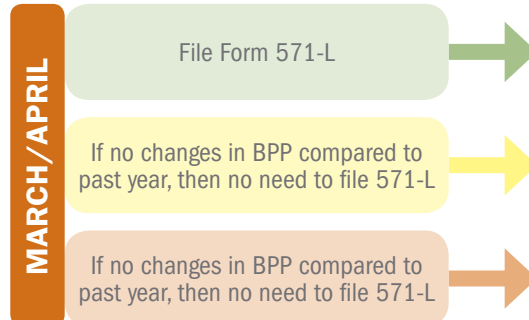 MARCH/APRIL
File Form 571-L
If no changes in BPP compared to
past year, then no need to file 571-L
If no changes in BPP compared to
past year, then no need to file 571-L